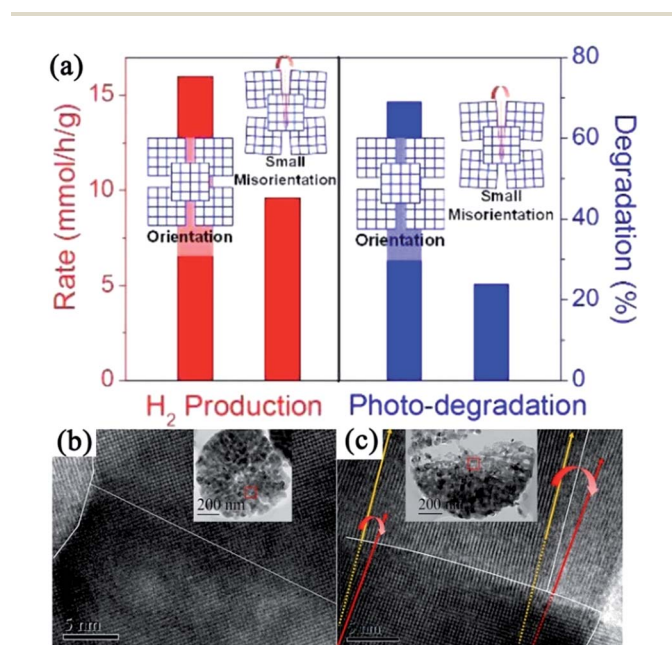 (a)
Rate (mmol/h/g)
15
10
5
0
Small
Misorientation
Orientation
H₂ Production
80
60
40
20
0
Degradation (%)
Small
Misorientation
Orientation
Photo-degradation
(b)
200 nm
5 nm
(c)
200 nm